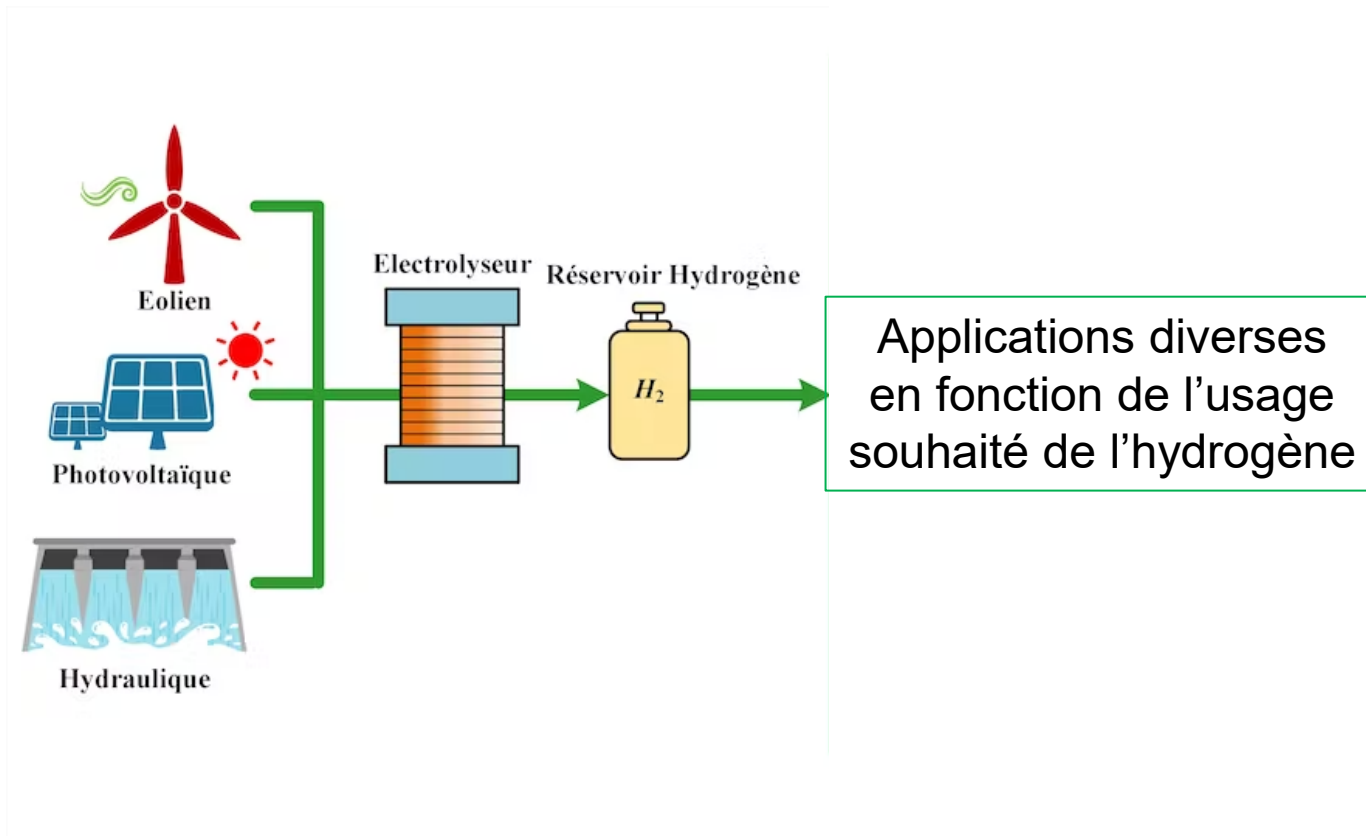 Eolien
Photovoltaïque
Hydraulique
Electrolyseur
Réservoir Hydrogène
H₂
Applications diverses
en fonction de l’usage
souhaité de l’hydrogène